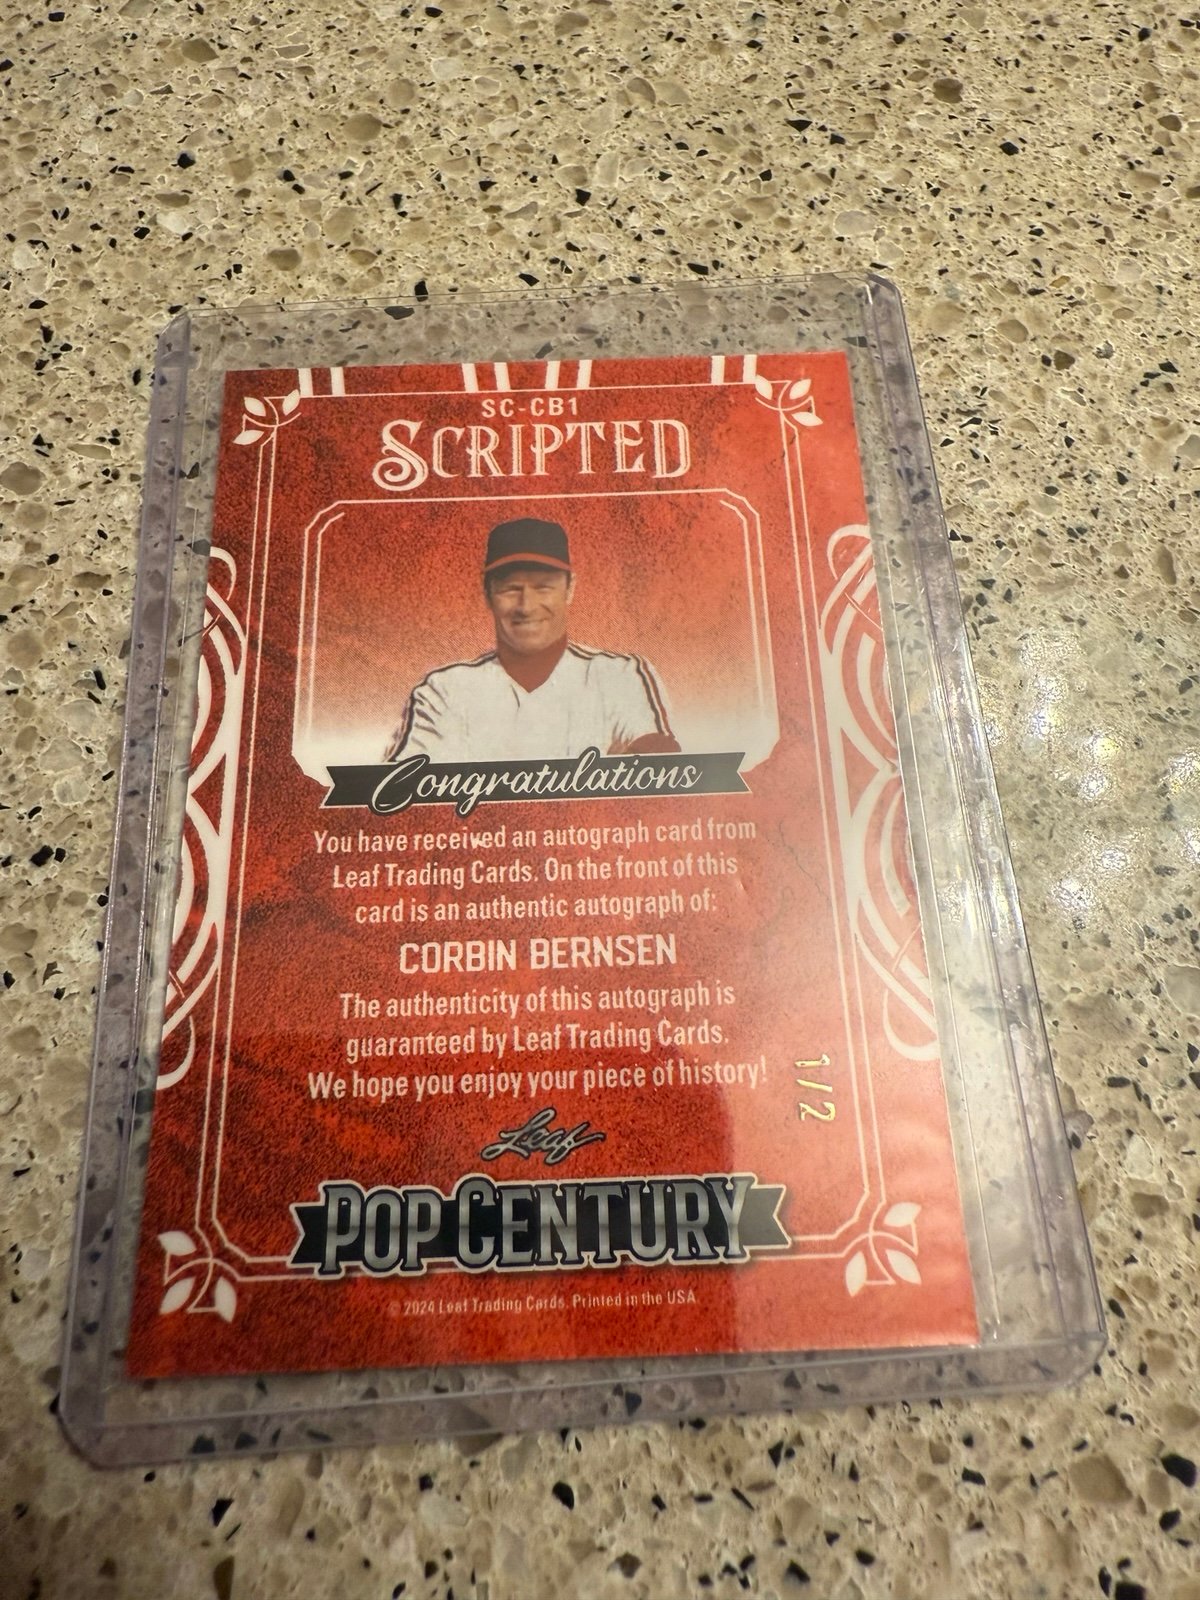 SC-CB1
SCRIPTED
Congratulations
You have received an autograph card from
Leaf Trading Cards. On the front of this
card is an authentic autograph of:
CORBIN BERNSEN
The authenticity of this autograph is
guaranteed by Leaf Trading Cards.
We hope you enjoy your piece of history!
1/2
Leaf
POP CENTURY
© 2024 Leaf Trading Cards. Printed in the USA.